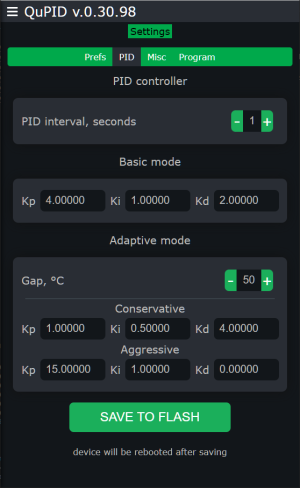 ☰ QuPID v.0.30.98
Settings
Prefs PID Misc Program
PID controller
PID interval, seconds - 1 +
Basic mode
Kp 4.00000 Ki 1.00000 Kd 2.00000
Adaptive mode
Gap, °C - 50 +
Conservative
Kp 1.00000 Ki 0.50000 Kd 4.00000
Aggressive
Kp 15.00000 Ki 1.00000 Kd 0.00000
SAVE TO FLASH
device will be rebooted after saving